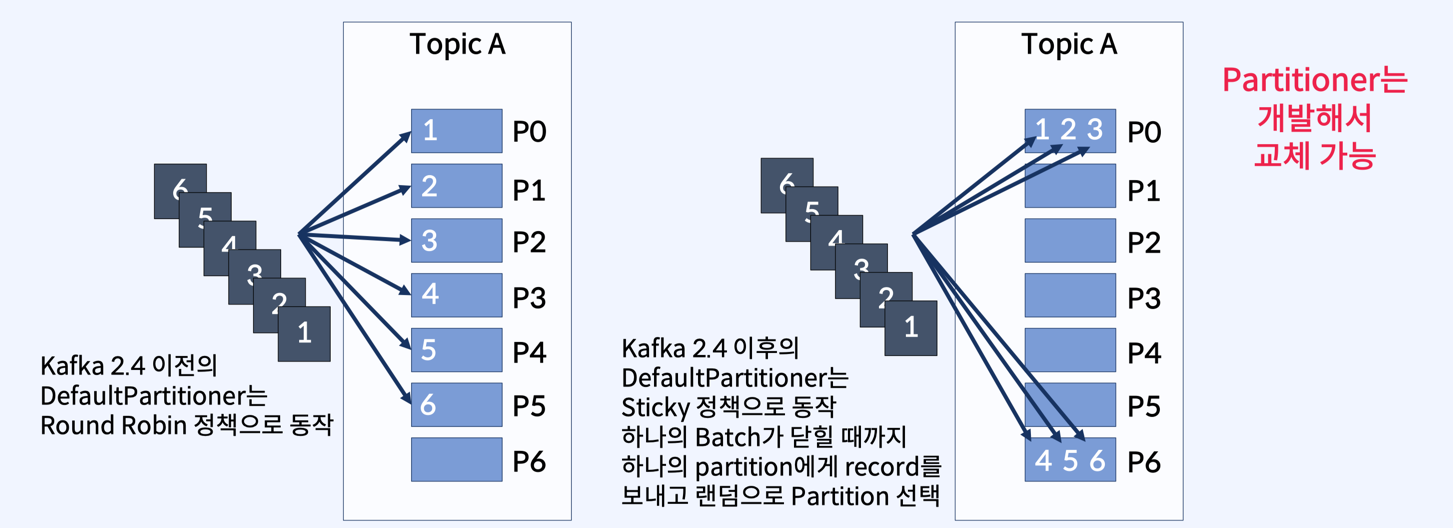 Topic A
1 P0
2 P1
3 P2
4 P3
5 P4
6 P5
P6
6
5
4
3
2
1
Kafka 2.4 이전의
DefaultPartitioner는
Round Robin 정책으로 동작
Topic A
1 2 3 P0
P1
P2
P3
P4
P5
4 5 6 P6
6
5
4
3
2
1
Kafka 2.4 이후의
DefaultPartitioner는
Sticky 정책으로 동작
하나의 Batch가 닫힐 때까지
하나의 partition에게 record를
보내고 랜덤으로 Partition 선택
Partitioner는
개발해서
교체 가능